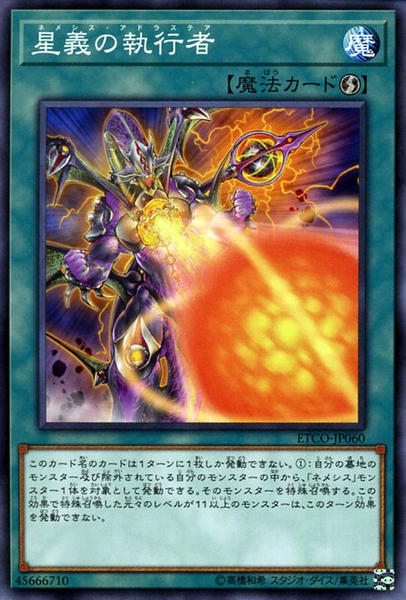 ネメシス・アドラステア
星義の執行者
魔
【魔法カード】
ETCO-JP060
このカード名のカードは1ターンに1枚しか発動できない。①：自分の墓地の
モンスター及び除外されている自分のモンスターの中から、「ネメシス」モン
スター1体を対象として発動できる。そのモンスターを特殊召喚する。この
効果で特殊召喚した元々のレベルが11以上のモンスターは、このターン効果
を発動できない。
45666710
©高橋和希 スタジオ・ダイス/集英社